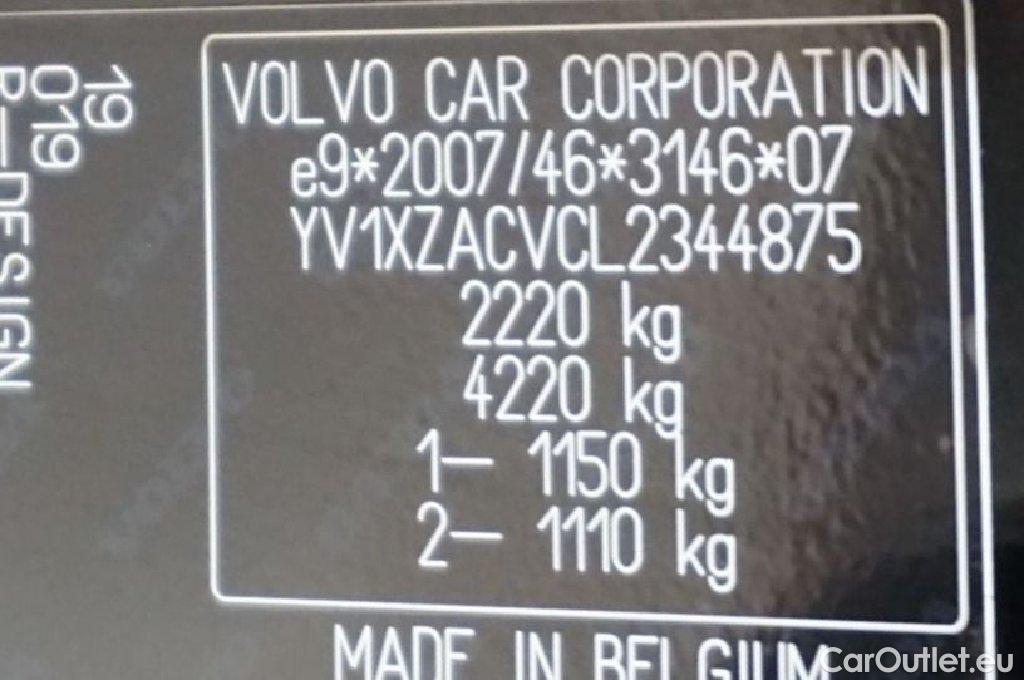 VOLVO CAR CORPORATION
e9*2007/46*3146*07
YV1XZACVCL2344875
2220 kg
4220 kg
1– 1150 kg
2– 1110 kg
MADE IN BELGIUM
19
019
R–DESIGN
CarOutlet.eu